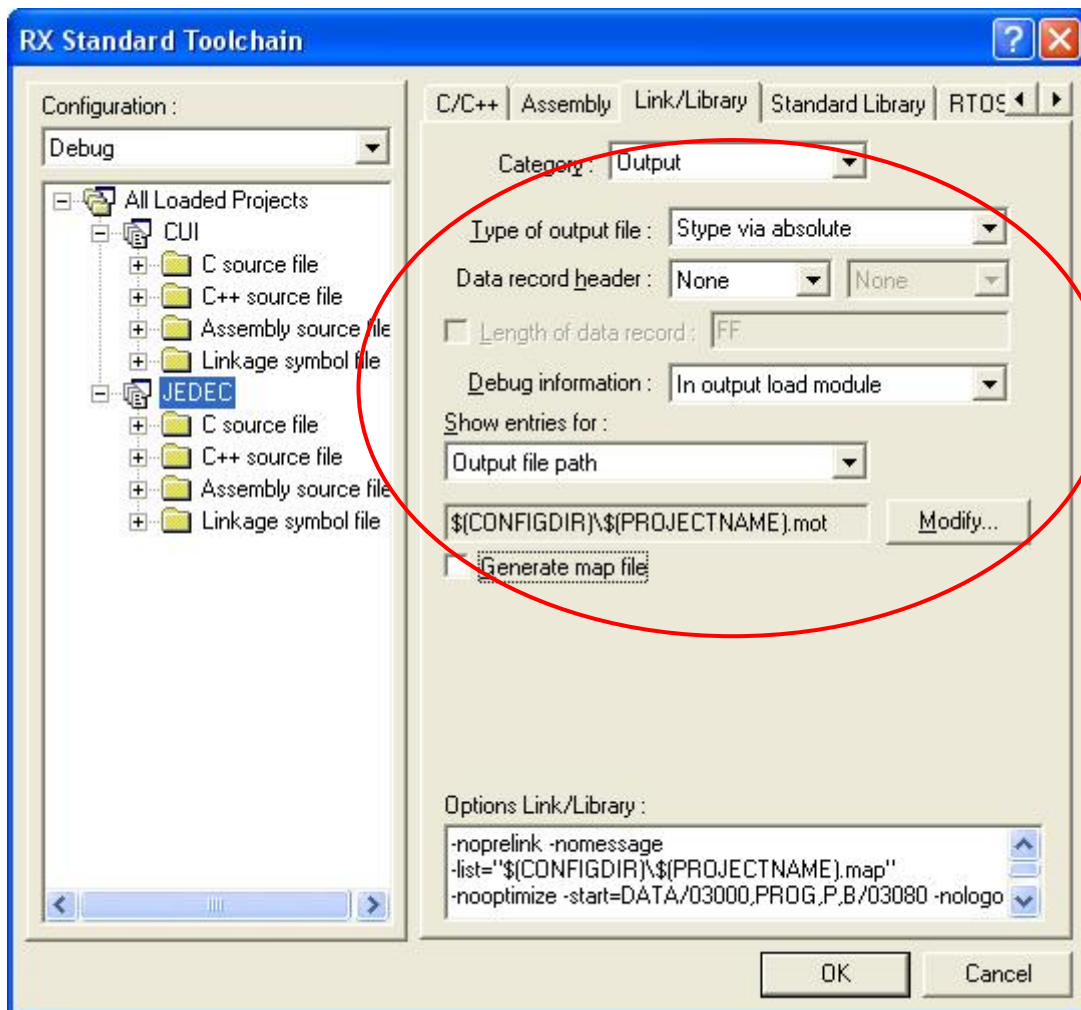 RX Standard Toolchain
Configuration :
Debug
All Loaded Projects
CUI
C source file
C++ source file
Assembly source file
Linkage symbol file
JEDEC
C source file
C++ source file
Assembly source file
Linkage symbol file
C/C++ Assembly Link/Library Standard Library RTOS
Category : Output
Type of output file : Stype via absolute
Data record header : None None
Length of data record : FF
Debug information : In output load module
Show entries for :
Output file path
$(CONFIGDIR)\$(PROJECTNAME).mot Modify...
Generate map file
Options Link/Library :
-noprelink -nomessage
-list="$(CONFIGDIR)\$(PROJECTNAME).map"
-nooptimize -start=DATA/03000,PROG,P,B/03080 -nologo
OK Cancel